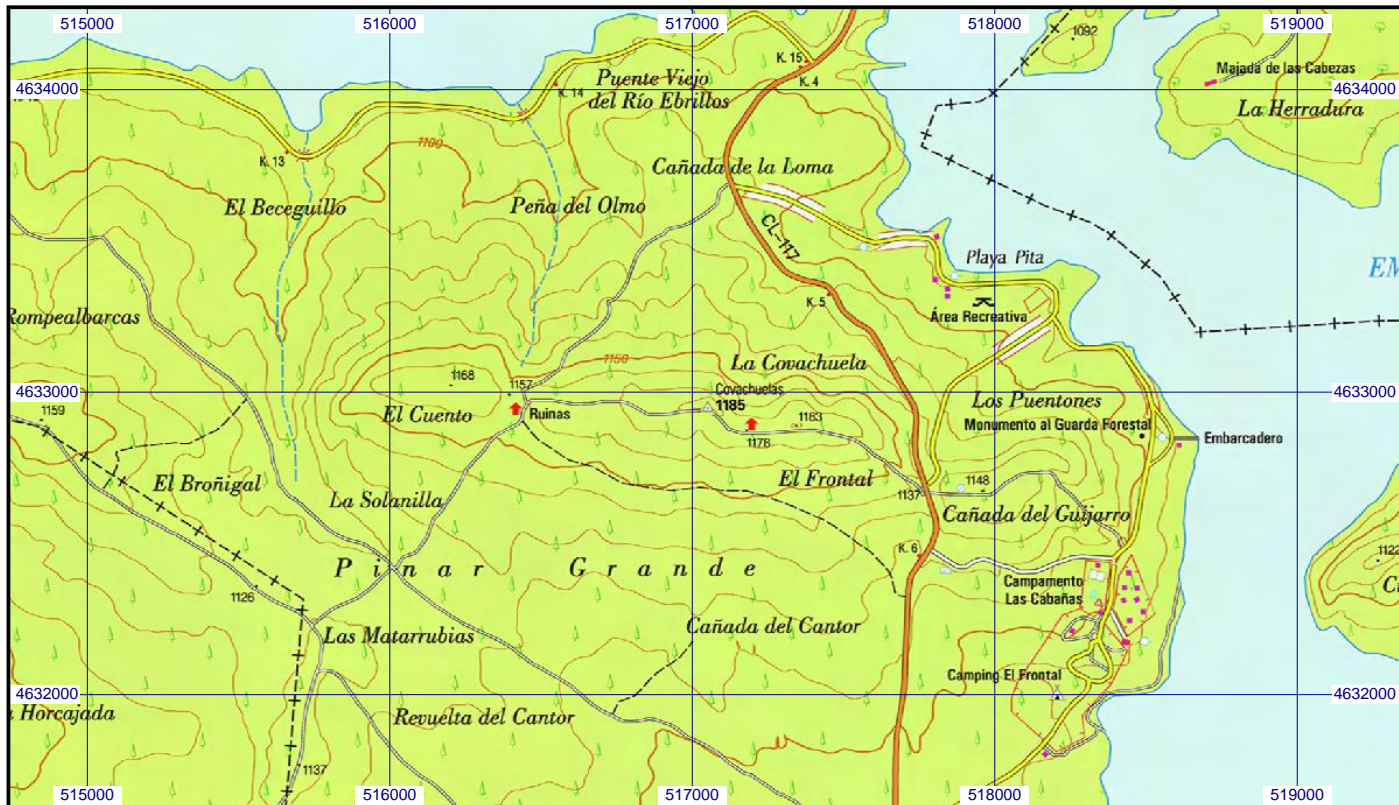 515000 516000 517000 518000 519000
1092
K. 15
K. 4
Majada de las Cabezas
4634000 4634000
K. 14
Puente Viejo
del Río Ebrillos
La Herradura
1100
K. 13
Cañada de la Loma
El Beceguillo
Peña del Olmo
CL-117
Playa Pita
K. 5
Área Recreativa
Rompealbarcas
1150
La Covachuela
1168
1157
4633000 4633000
Covachuelas
1185
Los Puentones
1159
El Cuento
Ruinas
1183
1178
Monumento al Guarda Forestal
Embarcadero
El Broñigal
La Solanilla
El Frontal
1137
1148
Cañada del Guijarro
K. 6
Pinar Grande
1126
Campamento
Las Cabañas
Las Matarrubias
Cañada del Cantor
Camping El Frontal
4632000 4632000
Horcajada
Revuelta del Cantor
1137
515000 516000 517000 518000 519000